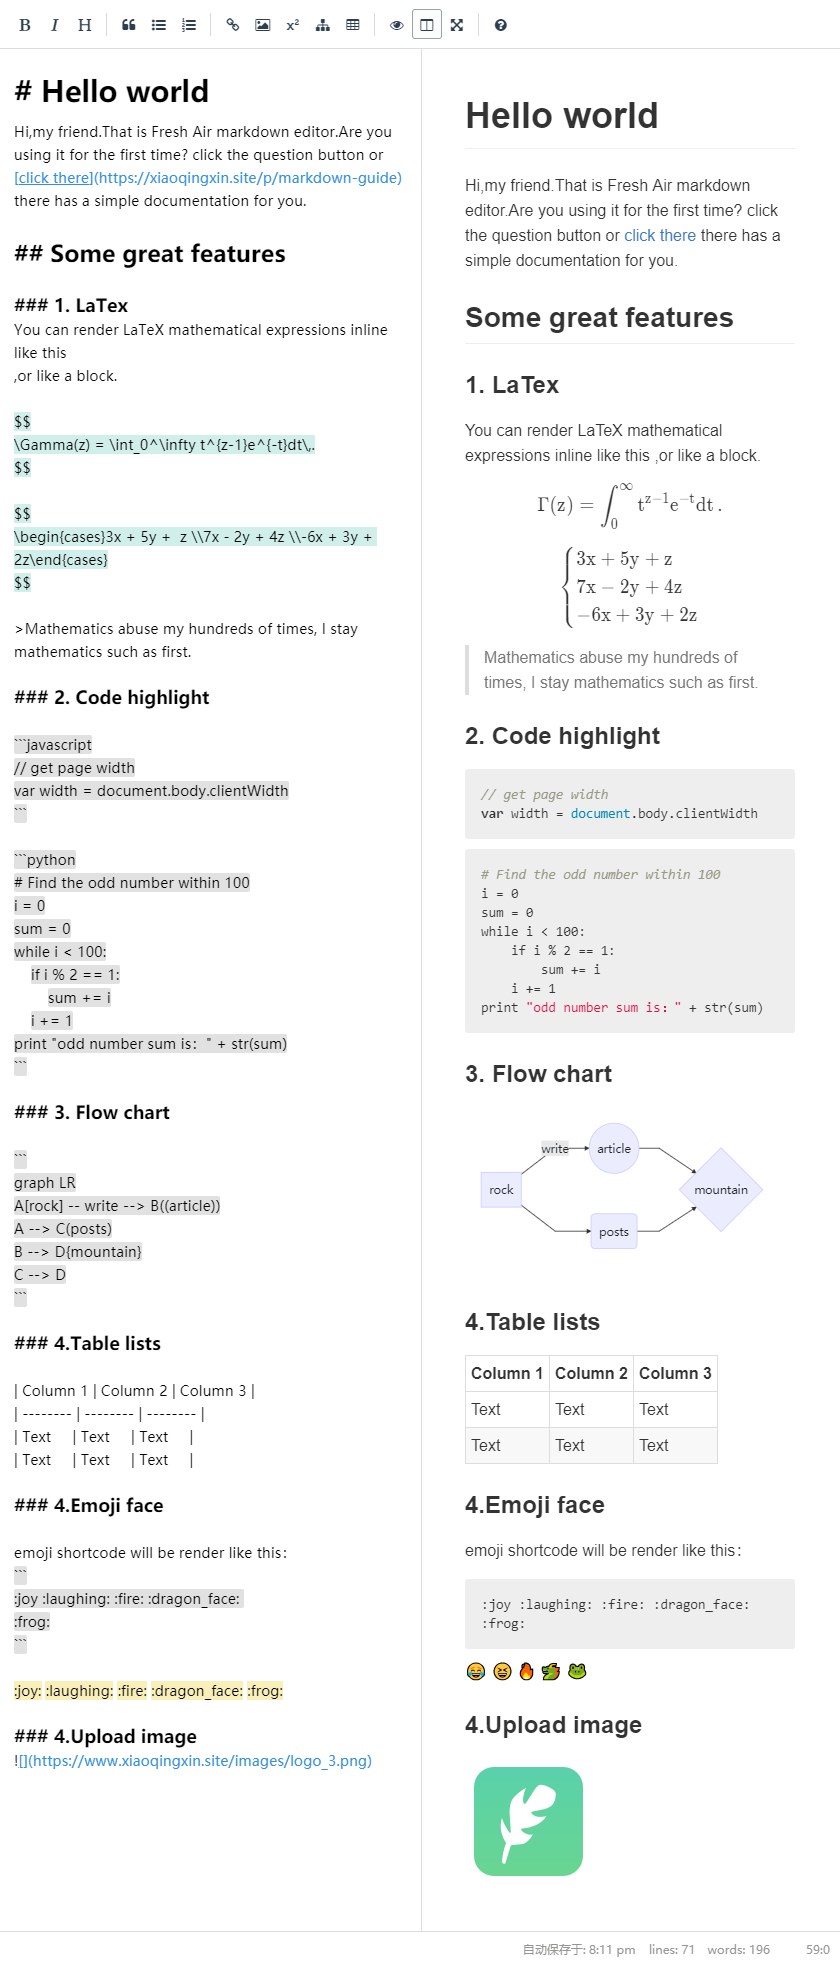 B I H x²
# Hello world
Hi,my friend.That is Fresh Air markdown editor.Are you
using it for the first time? click the question button or
[click there](https://xiaoqingxin.site/p/markdown-guide)
there has a simple documentation for you.
## Some great features
### 1. LaTex
You can render LaTeX mathematical expressions inline
like this
,or like a block.
$$
\Gamma(z) = \int_0^\infty t^{z-1}e^{-t}dt\,.
$$
$$
\begin{cases}3x + 5y +  z \\7x - 2y + 4z \\-6x + 3y +
2z\end{cases}
$$
>Mathematics abuse my hundreds of times, I stay
mathematics such as first.
### 2. Code highlight
```javascript
// get page width
var width = document.body.clientWidth
```
```python
# Find the odd number within 100
i = 0
sum = 0
while i < 100:
    if i % 2 == 1:
        sum += i
    i += 1
print "odd number sum is：" + str(sum)
```
### 3. Flow chart
```
graph LR
A[rock] -- write --> B((article))
A --> C(posts)
B --> D{mountain}
C --> D
```
### 4.Table lists
| Column 1 | Column 2 | Column 3 |
| -------- | -------- | -------- |
| Text     | Text     | Text     |
| Text     | Text     | Text     |
### 4.Emoji face
emoji shortcode will be render like this：
```
:joy :laughing: :fire: :dragon_face:
:frog:
```
:joy: :laughing: :fire: :dragon_face: :frog:
### 4.Upload image
![](https://www.xiaoqingxin.site/images/logo_3.png)
Hello world
Hi,my friend.That is Fresh Air markdown
editor.Are you using it for the first time? click
the question button or click there there has a
simple documentation for you.
Some great features
1. LaTex
You can render LaTeX mathematical
expressions inline like this ,or like a block.
Γ(z) = ∫₀^∞ t^{z−1}e^{−t}dt .
3x + 5y + z
7x − 2y + 4z
−6x + 3y + 2z
Mathematics abuse my hundreds of
times, I stay mathematics such as first.
2. Code highlight
// get page width
var width = document.body.clientWidth
# Find the odd number within 100
i = 0
sum = 0
while i < 100:
    if i % 2 == 1:
        sum += i
    i += 1
print "odd number sum is：" + str(sum)
3. Flow chart
write
article
rock
mountain
posts
4.Table lists
Column 1 Column 2 Column 3
Text Text Text
Text Text Text
4.Emoji face
emoji shortcode will be render like this：
:joy :laughing: :fire: :dragon_face:
:frog:
😂 😆 🔥 🐲 🐸
4.Upload image
自动保存于: 8:11 pm lines: 71 words: 196 59:0